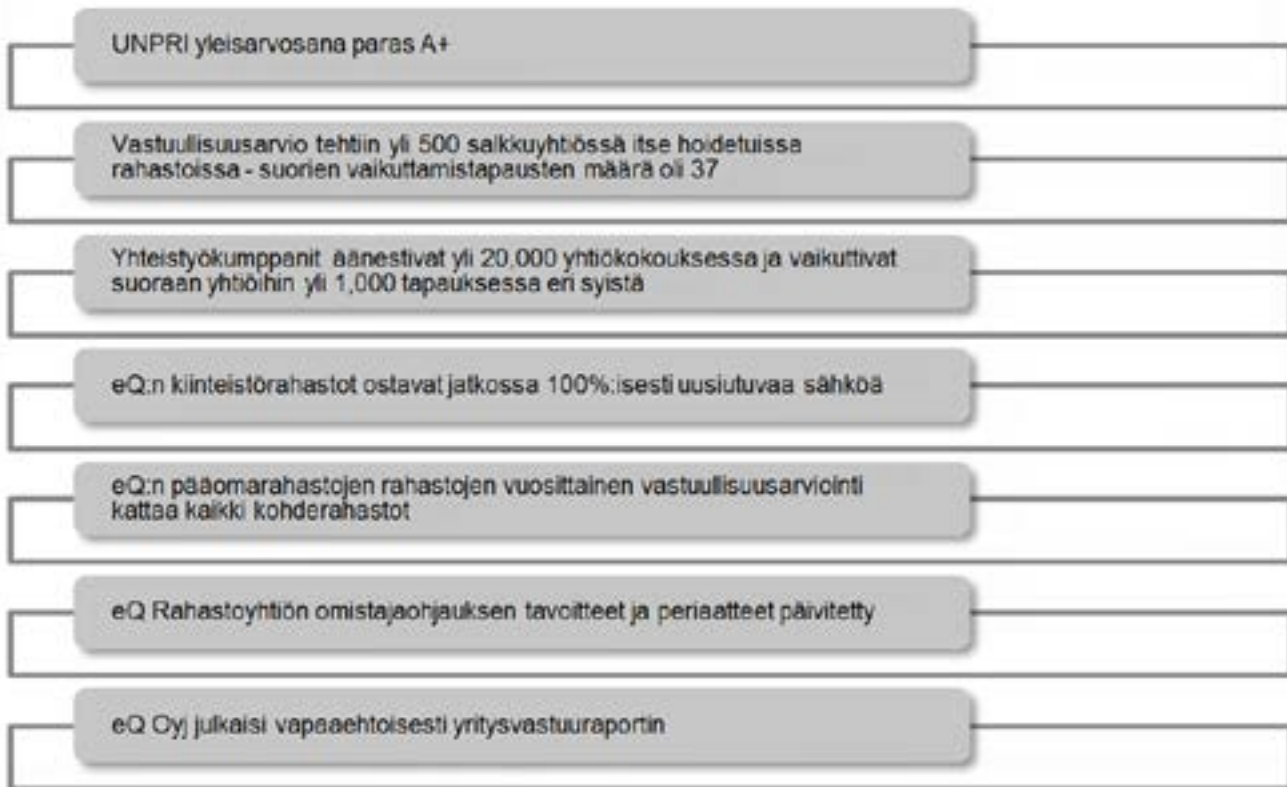 UNPRI yleisarvosana paras A+
Vastuullisuusarvio tehtiin yli 500 salkkuyhtiössä itse hoidetuissa
rahastoissa - suorien vaikuttamistapausten määrä oli 37
Yhteistyökumppanit äänestivat yli 20,000 yhtiökokouksessa ja vaikuttivat
suoraan yhtiöihin yli 1,000 tapauksessa eri syistä
eQ:n kiinteistörahastot ostavat jatkossa 100%:isesti uusiutuvaa sähköä
eQ:n pääomarahastojen rahastojen vuosittainen vastuullisuusarviointi
kattaa kaikki kohderahastot
eQ Rahastoyhtiön omistajaohjauksen tavoitteet ja periaatteet päivitetty
eQ Oyj julkaisi vapaaehtoisesti yritysvastuuraportin